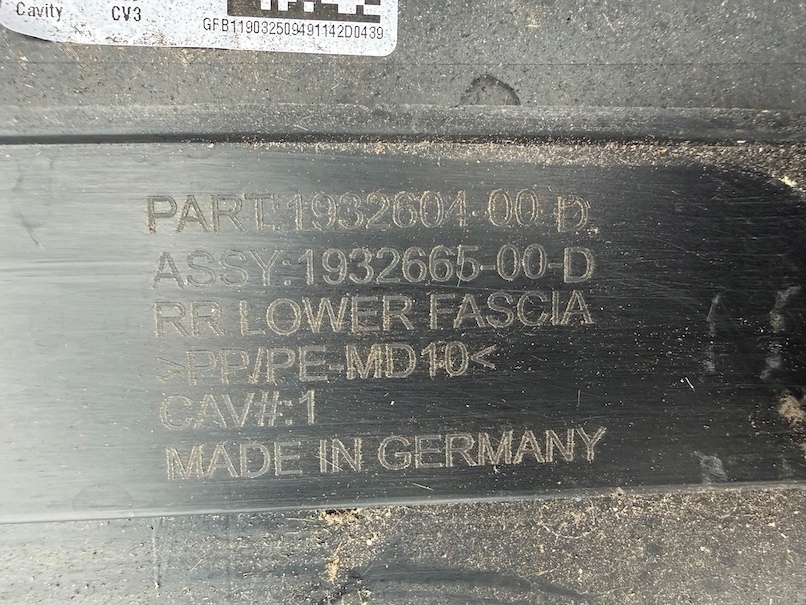 Cavity CV3
GFB119032509491142D0439
PART:1932604-00-D
ASSY:1932665-00-D
RR LOWER FASCIA
>PP/PE-MD10<
CAV#:1
MADE IN GERMANY